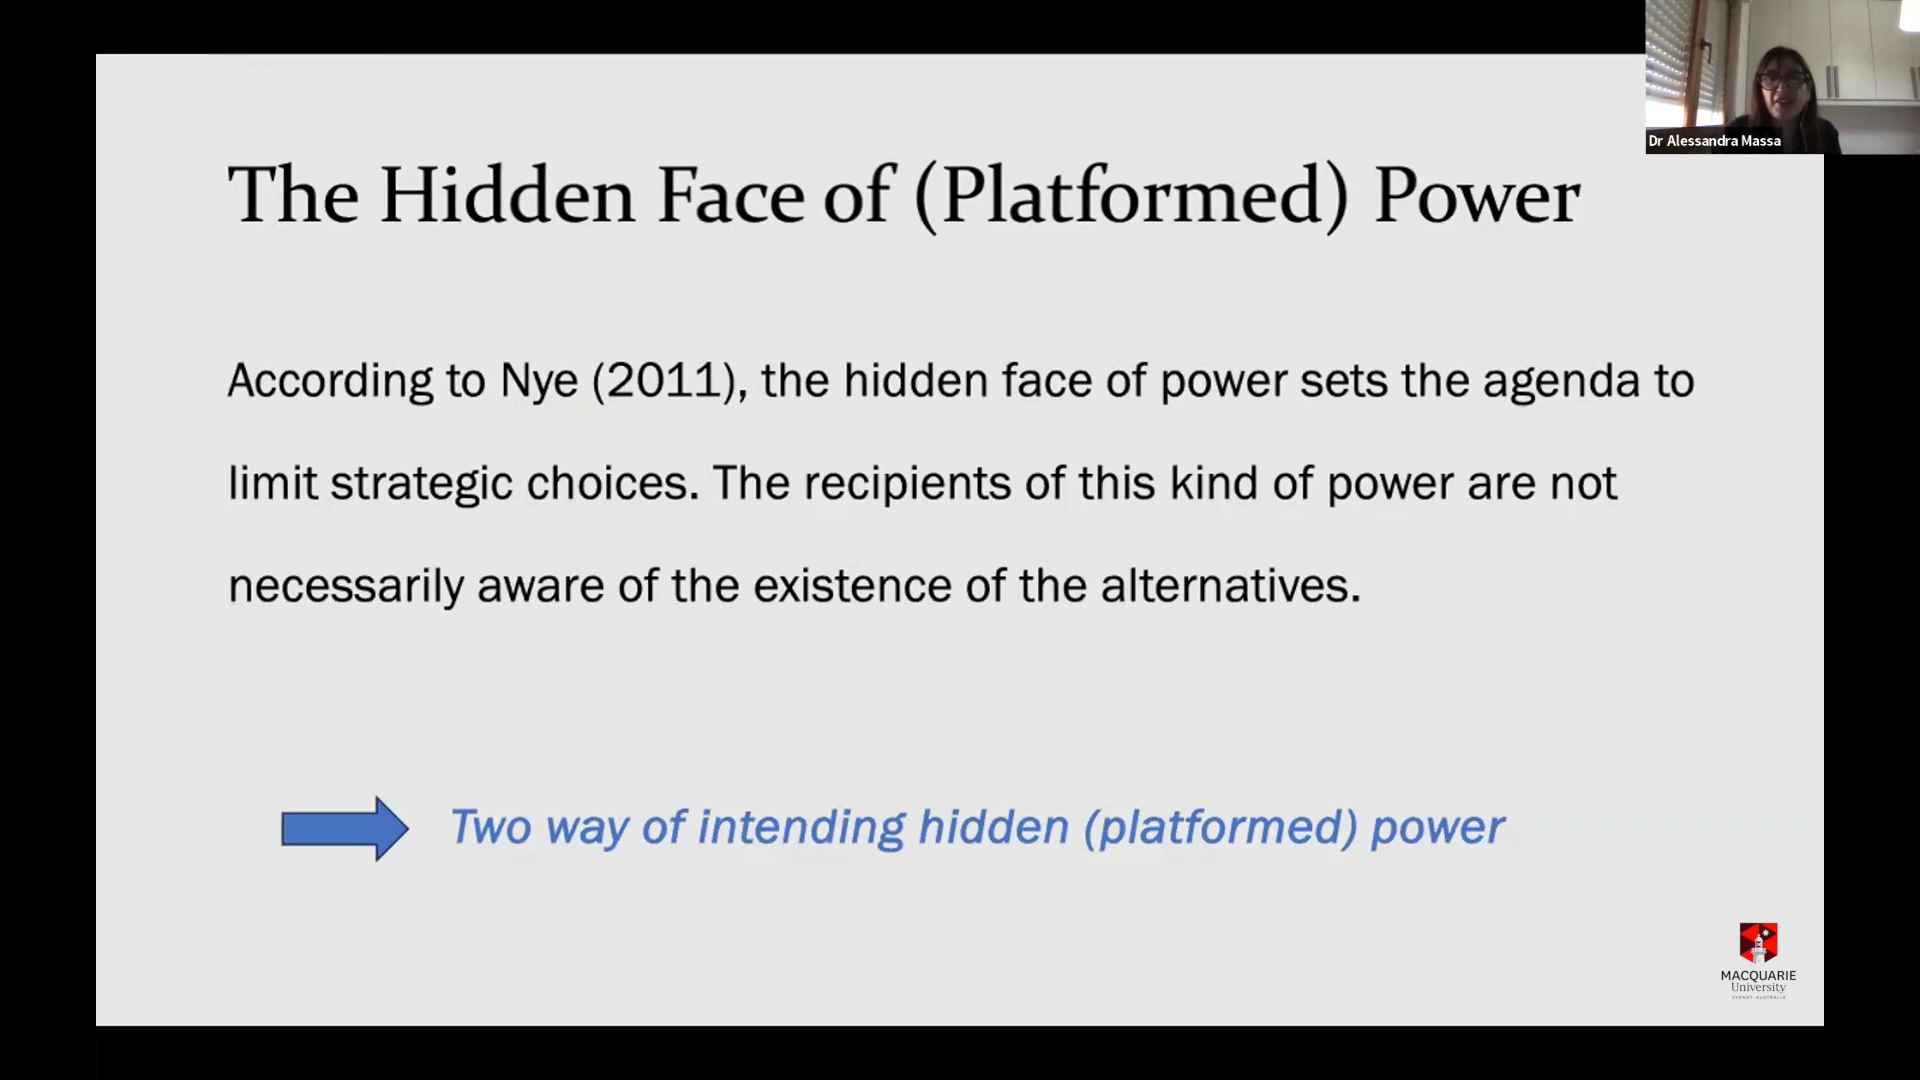 Dr Alessandra Massa
The Hidden Face of (Platformed) Power
According to Nye (2011), the hidden face of power sets the agenda to
limit strategic choices. The recipients of this kind of power are not
necessarily aware of the existence of the alternatives.
Two way of intending hidden (platformed) power
MACQUARIE
University
SYDNEY·AUSTRALIA